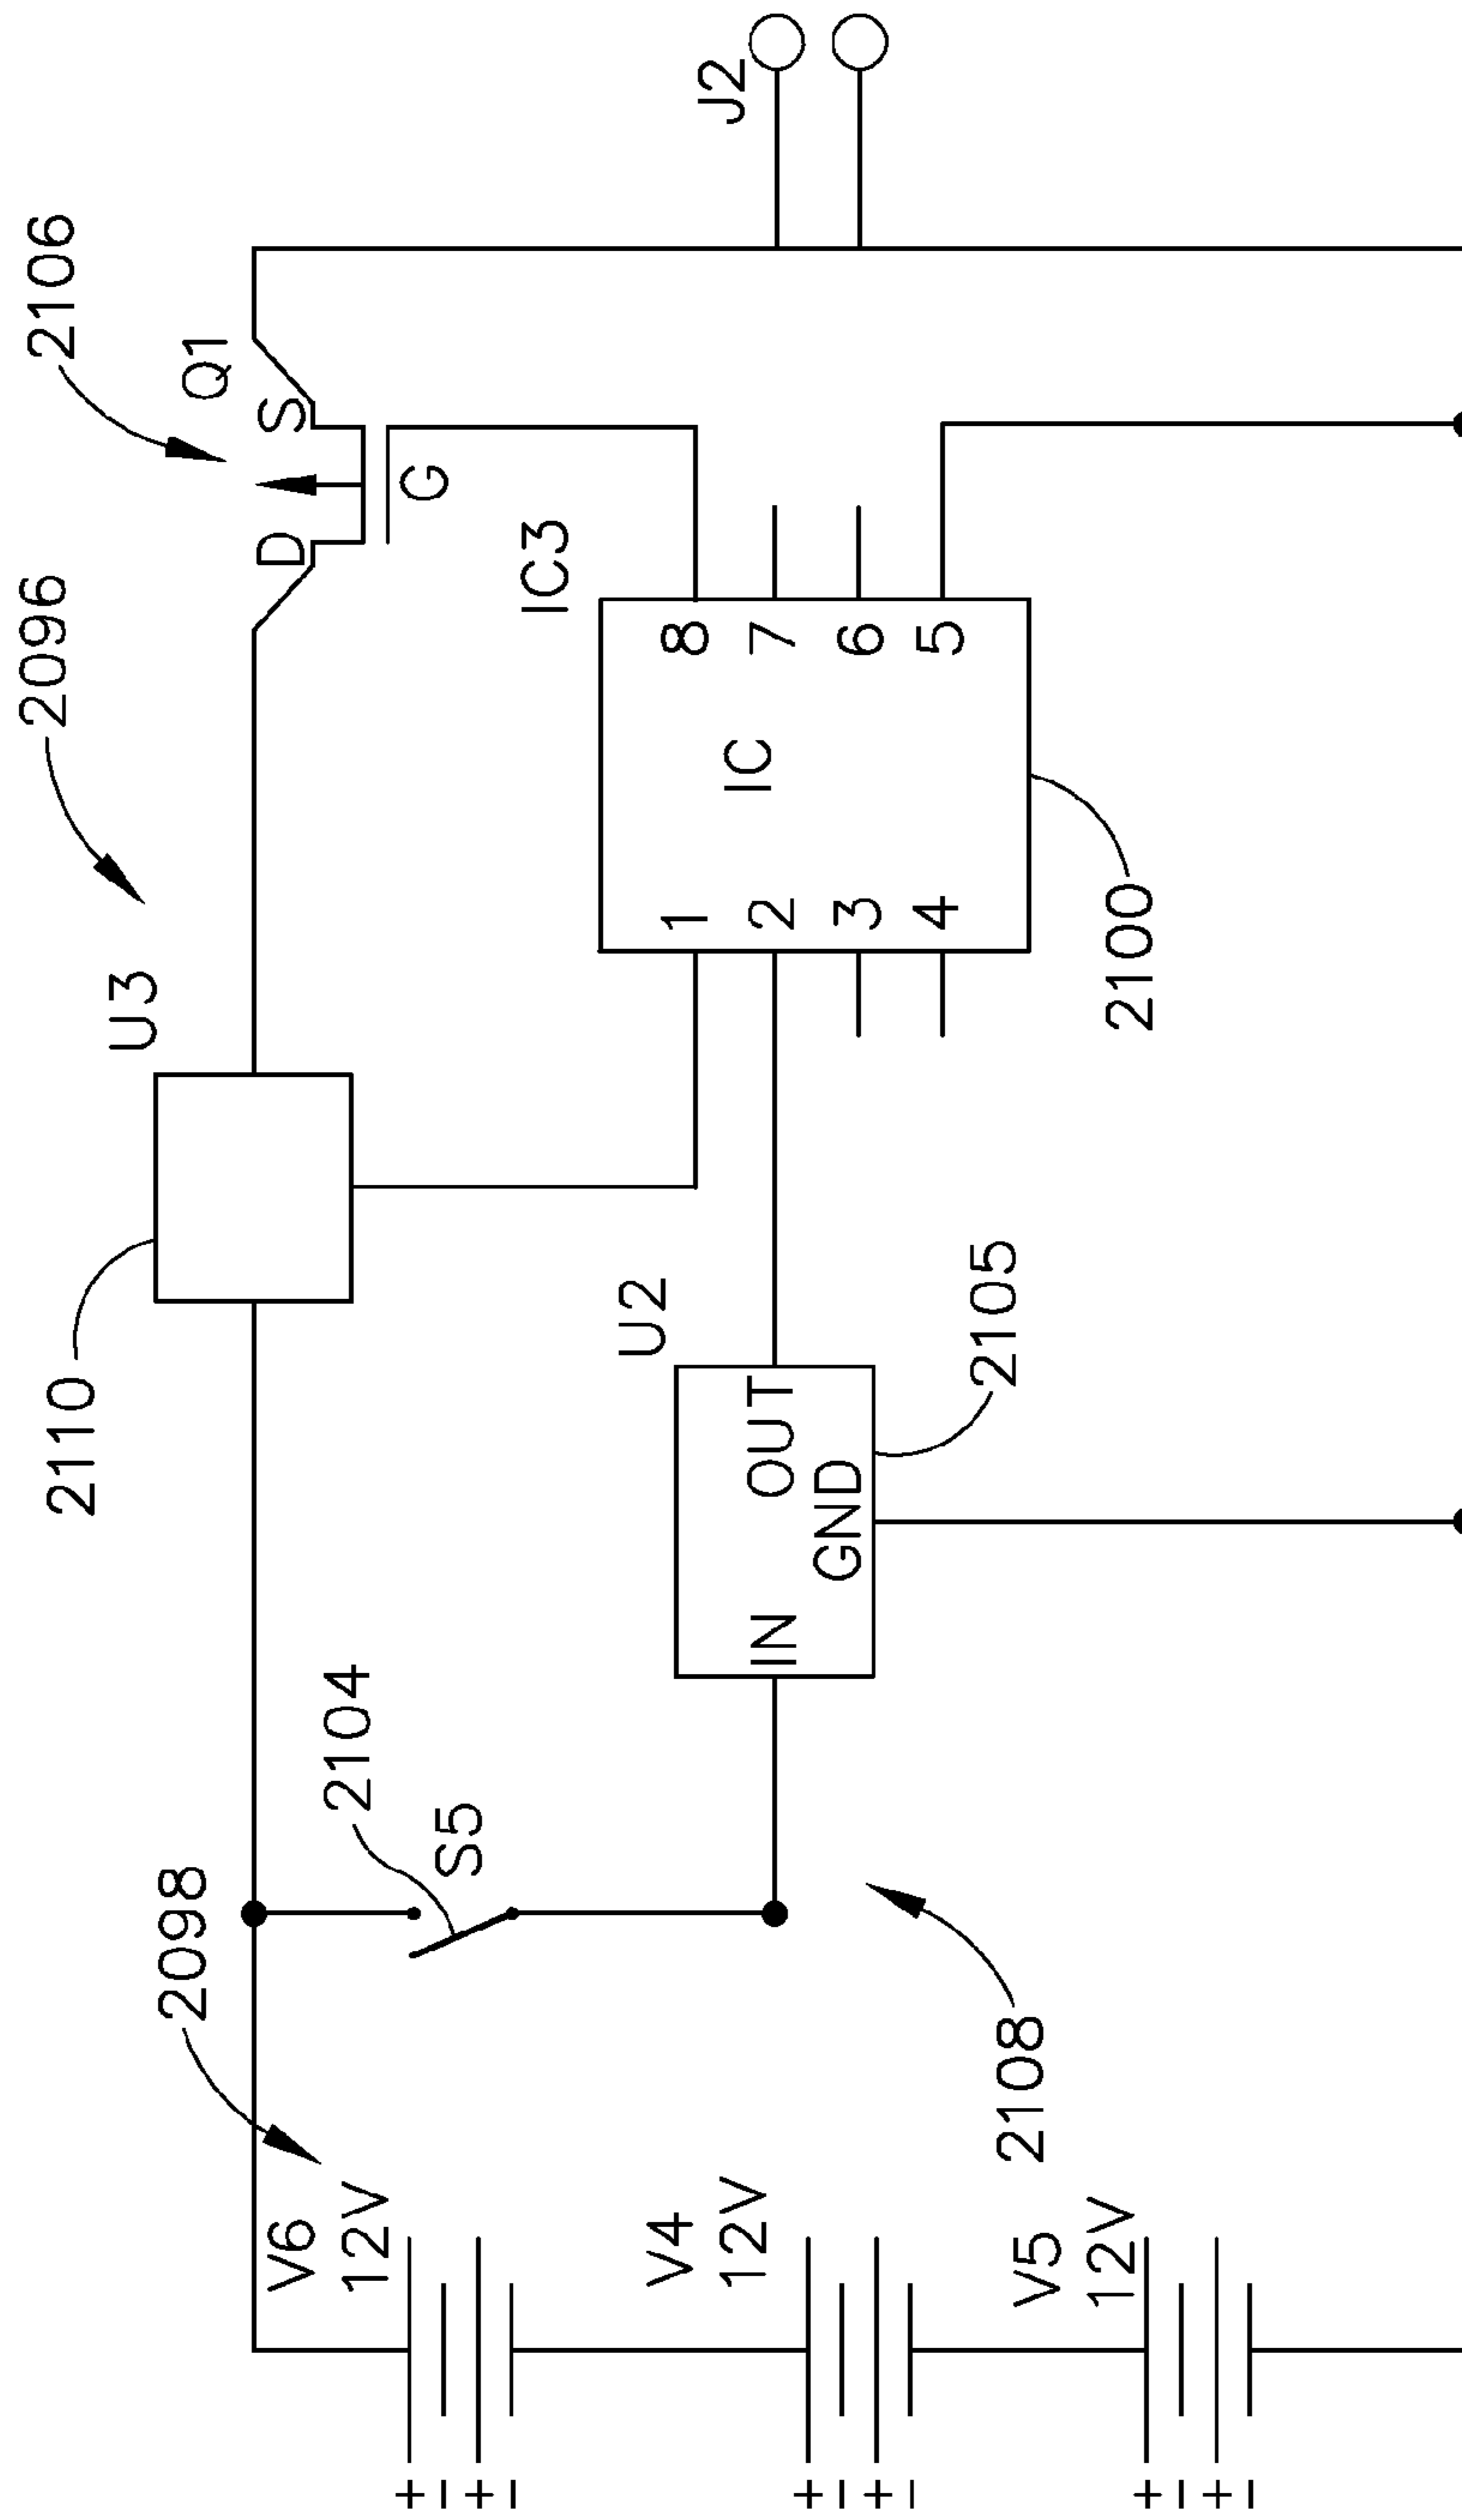 2098
V6
12V
+
-
+
-
V4
12V
+
-
+
-
V5
12V
+
-
+
-
2104
S5
2108
2110
U3
2096
U2
IN
OUT
GND
2105
IC3
IC
1
2
3
4
8
7
6
5
2100
2106
Q1
D
S
G
J2